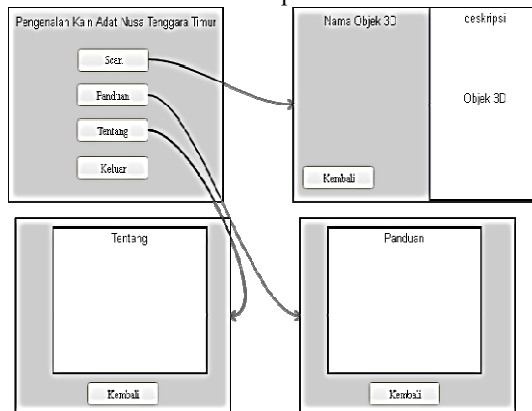 Pengenalan Kain Adat Nusa Tenggara Timur
Scan
Panduan
Tentang
Keluar
Nama Objek 3D
Kembali
ceskripsi
Objek 3D
Tentang
Kembali
Panduan
Kembali